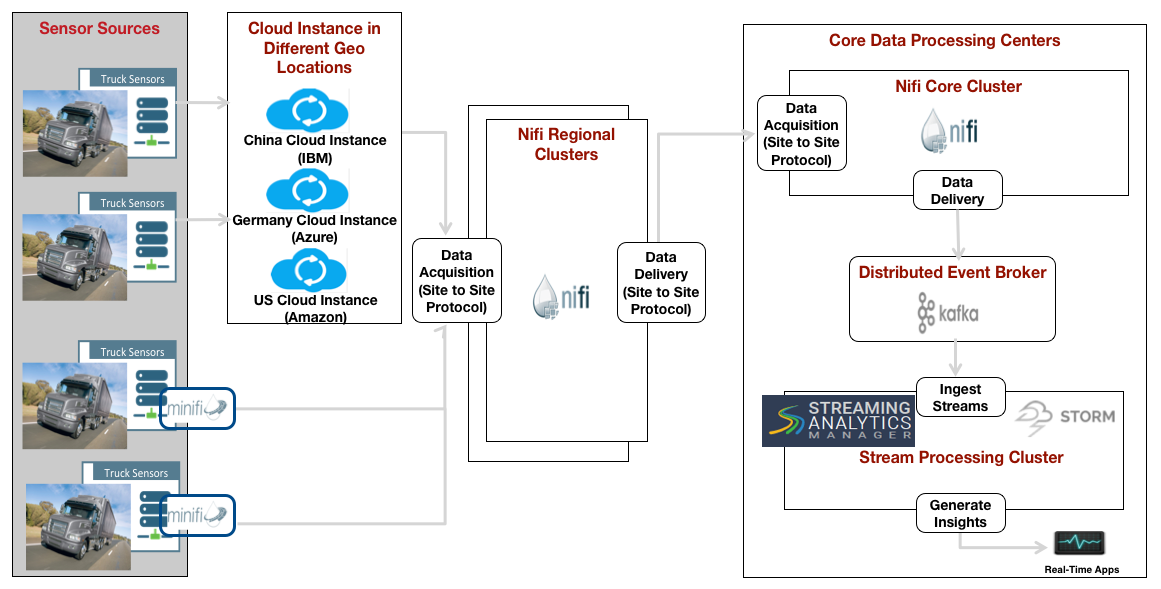 Sensor Sources
Truck Sensors
Truck Sensors
Truck Sensors
minifi
Truck Sensors
minifi
Cloud Instance in
Different Geo
Locations
China Cloud Instance
(IBM)
Germany Cloud Instance
(Azure)
US Cloud Instance
(Amazon)
Data
Acquisition
(Site to Site
Protocol)
Nifi Regional
Clusters
nifi
Data
Delivery
(Site to Site
Protocol)
Core Data Processing Centers
Nifi Core Cluster
Data
Acquisition
(Site to Site
Protocol)
nifi
Data
Delivery
Distributed Event Broker
kafka
Ingest
Streams
STREAMING
ANALYTICS
MANAGER
STORM
Stream Processing Cluster
Generate
Insights
Real-Time Apps